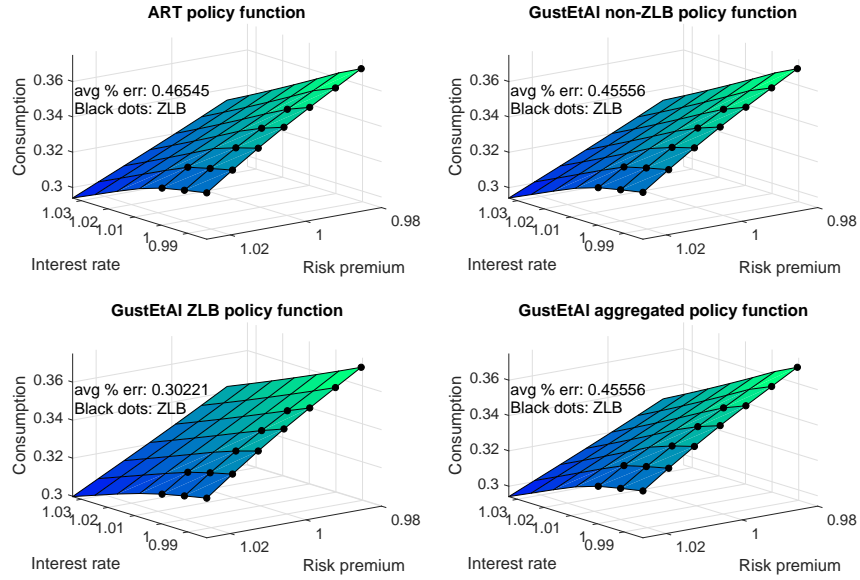 ART policy function
avg % err: 0.46545
Black dots: ZLB
Consumption
0.36
0.34
0.32
0.3
1.03
1.02
1.01
1
0.99
Interest rate
1.02
1
0.98
Risk premium
GustEtAl non-ZLB policy function
avg % err: 0.45556
Black dots: ZLB
Consumption
0.36
0.34
0.32
0.3
1.03
1.02
1.01
1
0.99
Interest rate
1.02
1
0.98
Risk premium
GustEtAl ZLB policy function
avg % err: 0.30221
Black dots: ZLB
Consumption
0.36
0.34
0.32
0.3
1.03
1.02
1.01
1
0.99
Interest rate
1.02
1
0.98
Risk premium
GustEtAl aggregated policy function
avg % err: 0.45556
Black dots: ZLB
Consumption
0.36
0.34
0.32
0.3
1.03
1.02
1.01
1
0.99
Interest rate
1.02
1
0.98
Risk premium